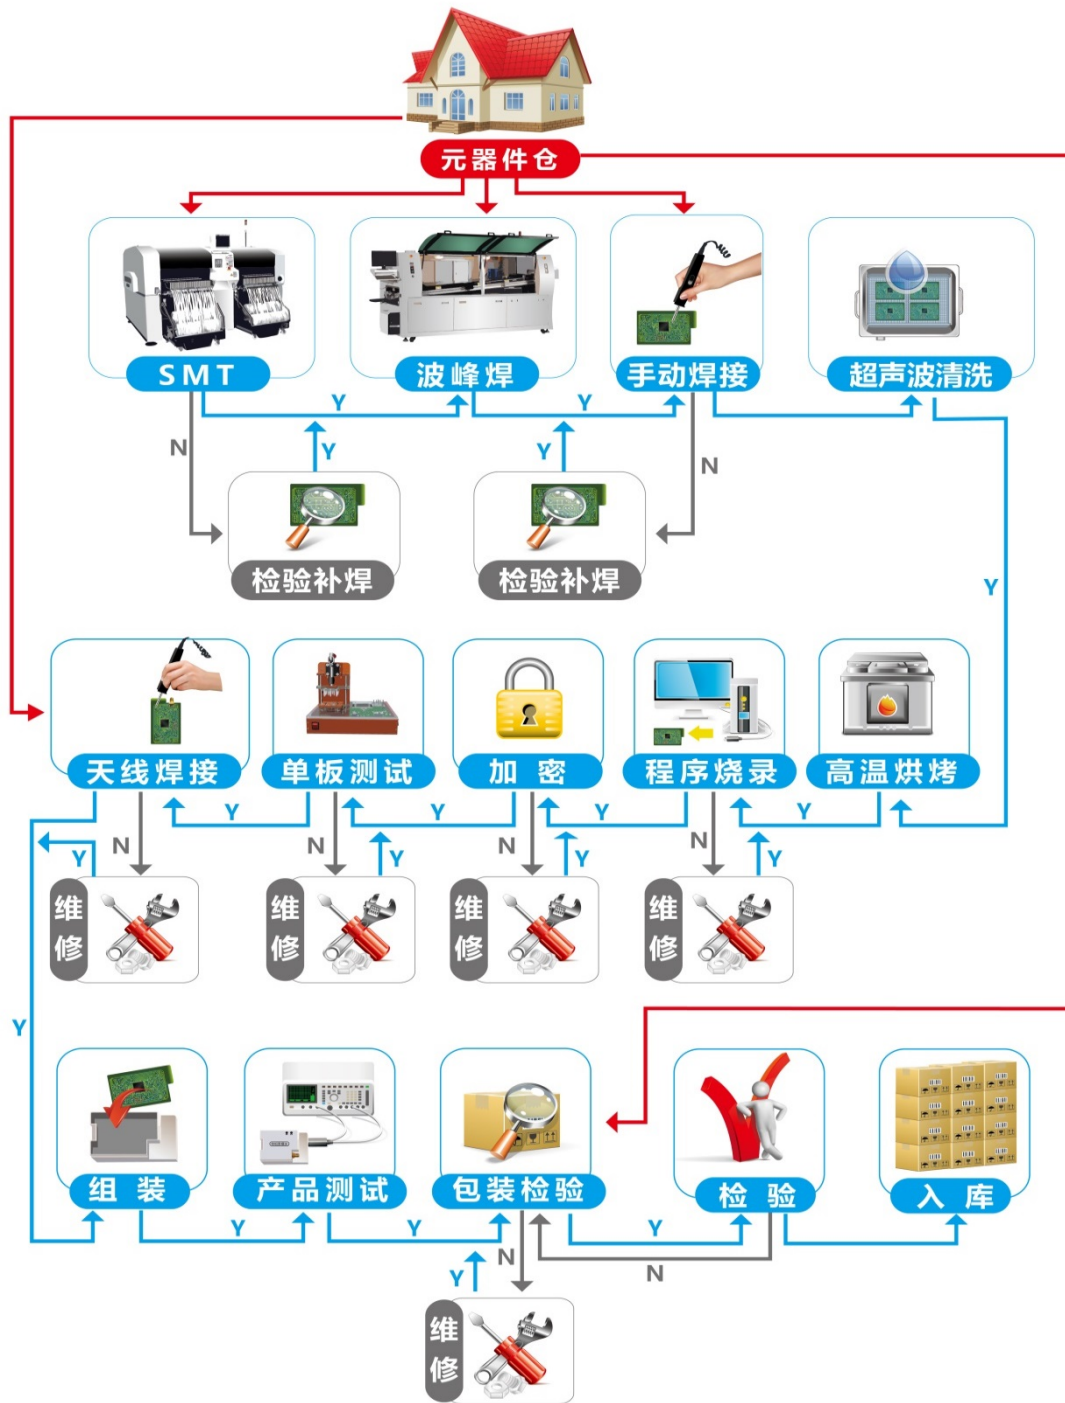 元器件仓
SMT
波峰焊
手动焊接
超声波清洗
Y
Y
N
Y
Y
N
检验补焊
检验补焊
Y
天线焊接
单板测试
加密
程序烧录
高温烘烤
Y
Y
Y
Y
Y
N
N
Y
N
Y
N
Y
维修
维修
维修
维修
Y
组装
产品测试
包装检验
检验
入库
Y
Y
Y
N
N
Y
维修